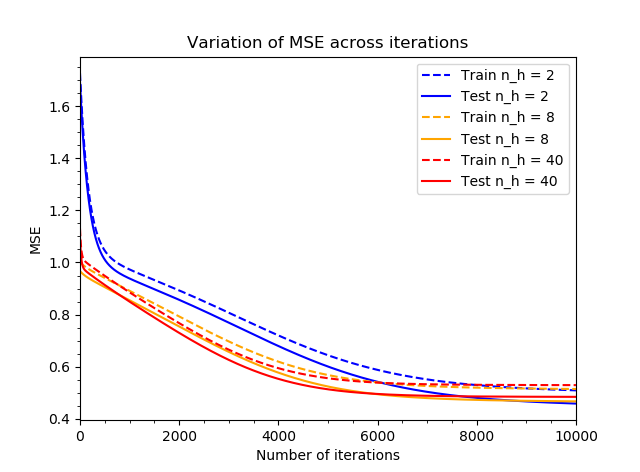 Variation of MSE across iterations
Train n_h = 2
Test n_h = 2
Train n_h = 8
Test n_h = 8
Train n_h = 40
Test n_h = 40
MSE
1.6
1.4
1.2
1.0
0.8
0.6
0.4
0 2000 4000 6000 8000 10000
Number of iterations